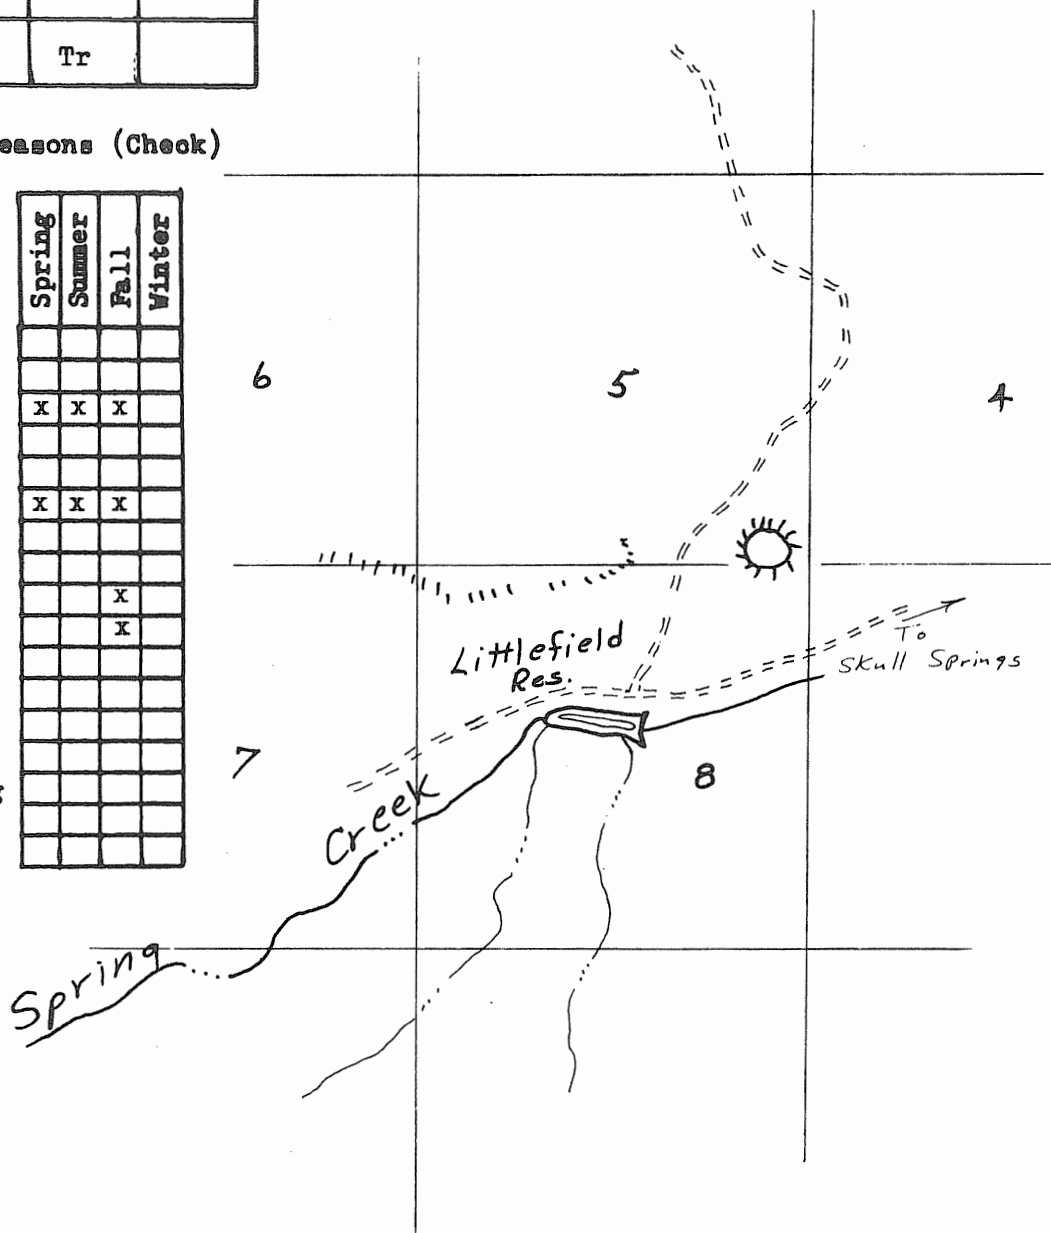 Tr
easons (Check)
Spring Summer Fall Winter
x x x
x x x
x
x
6 5 4
Littlefield
Res.
To
Skull Springs
7 8
Spring Creek